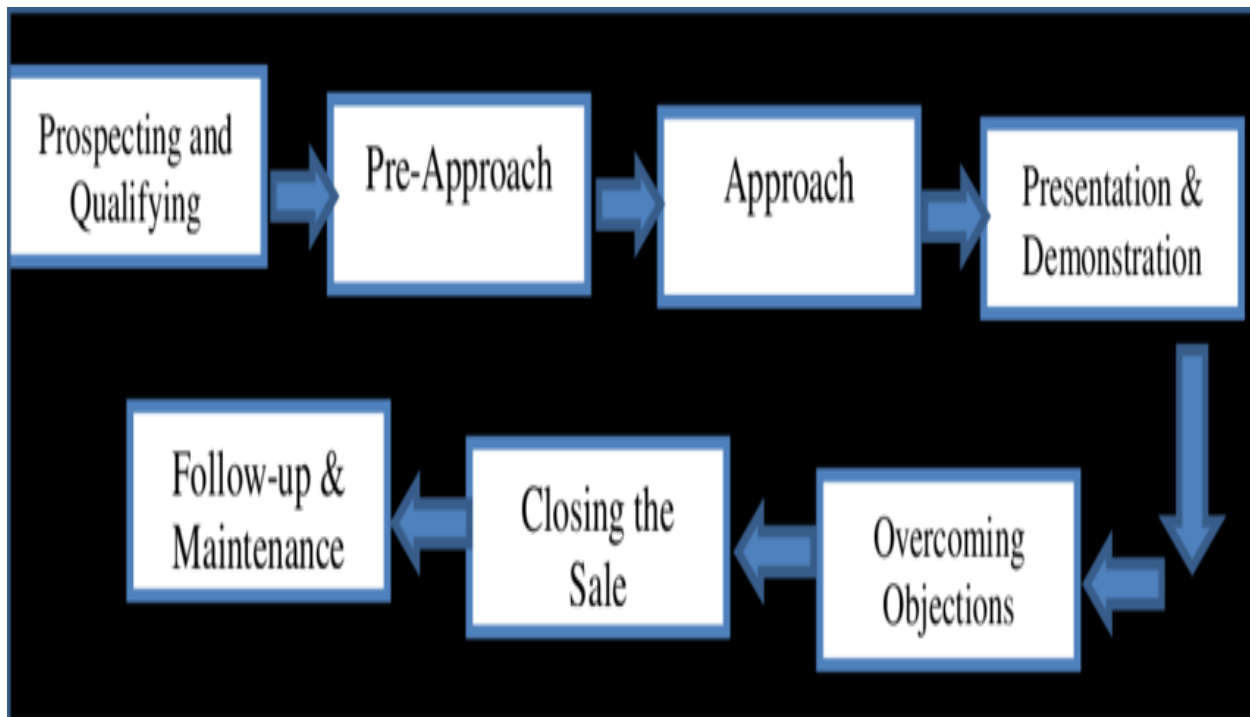 Prospecting and
Qualifying
Pre-Approach
Approach
Presentation &
Demonstration
Overcoming
Objections
Closing the
Sale
Follow-up &
Maintenance